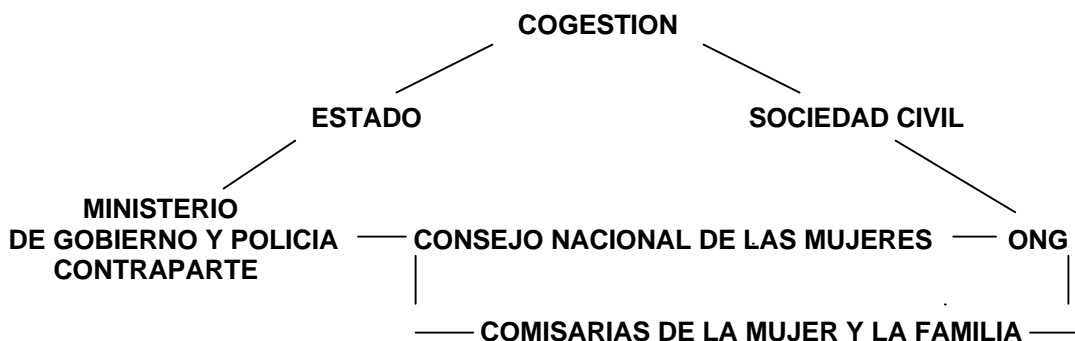 COGESTION
ESTADO
SOCIEDAD CIVIL
MINISTERIO
DE GOBIERNO Y POLICIA
CONTRAPARTE
CONSEJO NACIONAL DE LAS MUJERES
ONG
COMISARIAS DE LA MUJER Y LA FAMILIA